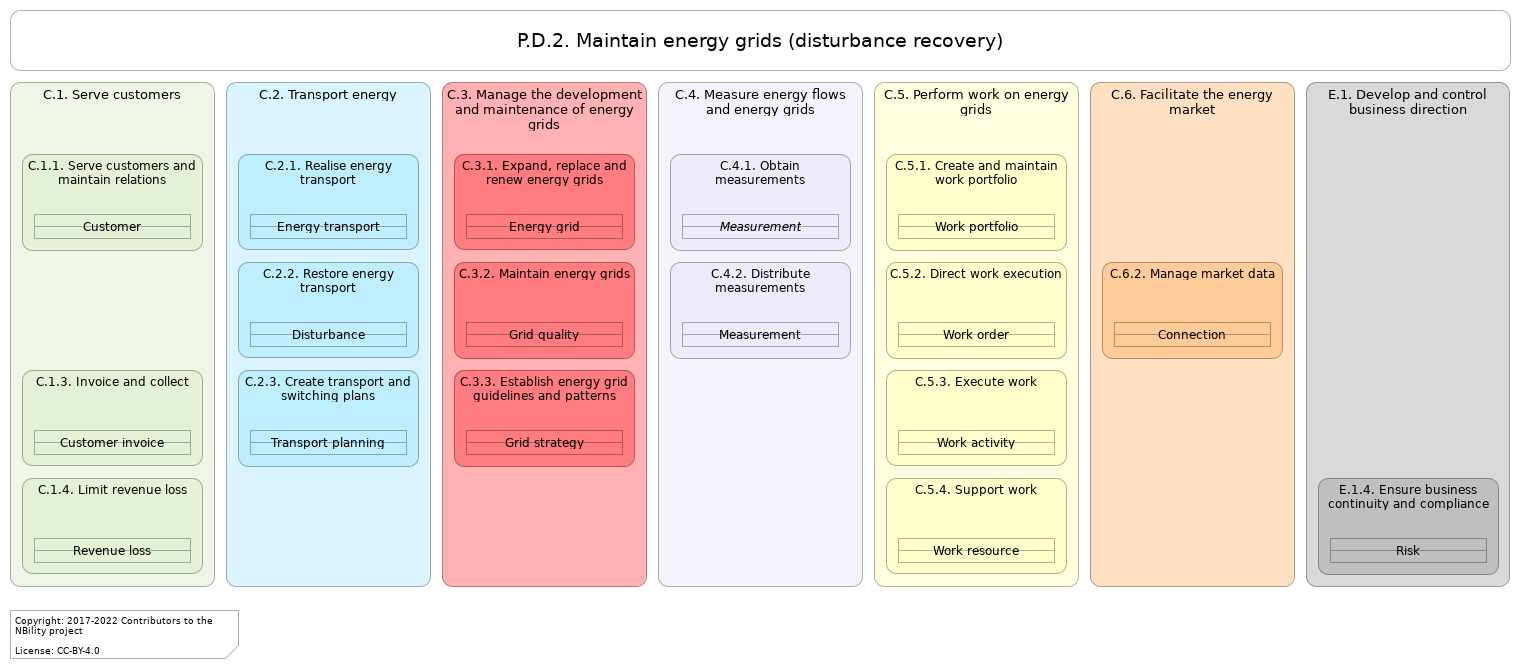 P.D.2. Maintain energy grids (disturbance recovery)
C.1. Serve customers
C.1.1. Serve customers and
maintain relations
Customer
C.1.3. Invoice and collect
Customer invoice
C.1.4. Limit revenue loss
Revenue loss
C.2. Transport energy
C.2.1. Realise energy
transport
Energy transport
C.2.2. Restore energy
transport
Disturbance
C.2.3. Create transport and
switching plans
Transport planning
C.3. Manage the development
and maintenance of energy
grids
C.3.1. Expand, replace and
renew energy grids
Energy grid
C.3.2. Maintain energy grids
Grid quality
C.3.3. Establish energy grid
guidelines and patterns
Grid strategy
C.4. Measure energy flows
and energy grids
C.4.1. Obtain
measurements
Measurement
C.4.2. Distribute
measurements
Measurement
C.5. Perform work on energy
grids
C.5.1. Create and maintain
work portfolio
Work portfolio
C.5.2. Direct work execution
Work order
C.5.3. Execute work
Work activity
C.5.4. Support work
Work resource
C.6. Facilitate the energy
market
C.6.2. Manage market data
Connection
E.1. Develop and control
business direction
E.1.4. Ensure business
continuity and compliance
Risk
Copyright: 2017-2022 Contributors to the
NBility project
License: CC-BY-4.0